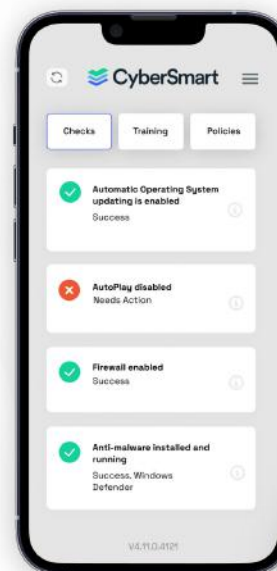 CyberSmart
Checks Training Policies
Automatic Operating System
updating is enabled
Success
AutoPlay disabled
Needs Action
Firewall enabled
Success
Anti-malware installed and
running
Success, Windows
Defender
V4.11.0.4121